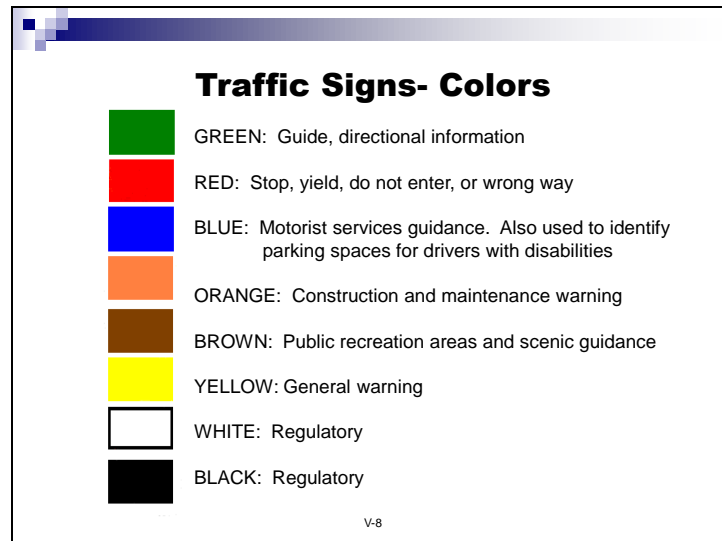 Traffic Signs- Colors
GREEN: Guide, directional information
RED: Stop, yield, do not enter, or wrong way
BLUE: Motorist services guidance. Also used to identify
parking spaces for drivers with disabilities
ORANGE: Construction and maintenance warning
BROWN: Public recreation areas and scenic guidance
YELLOW: General warning
WHITE: Regulatory
BLACK: Regulatory
V-8